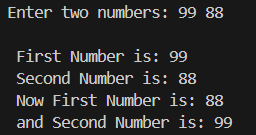 Enter two numbers: 99 88
First Number is: 99
Second Number is: 88
Now First Number is: 88
and Second Number is: 99